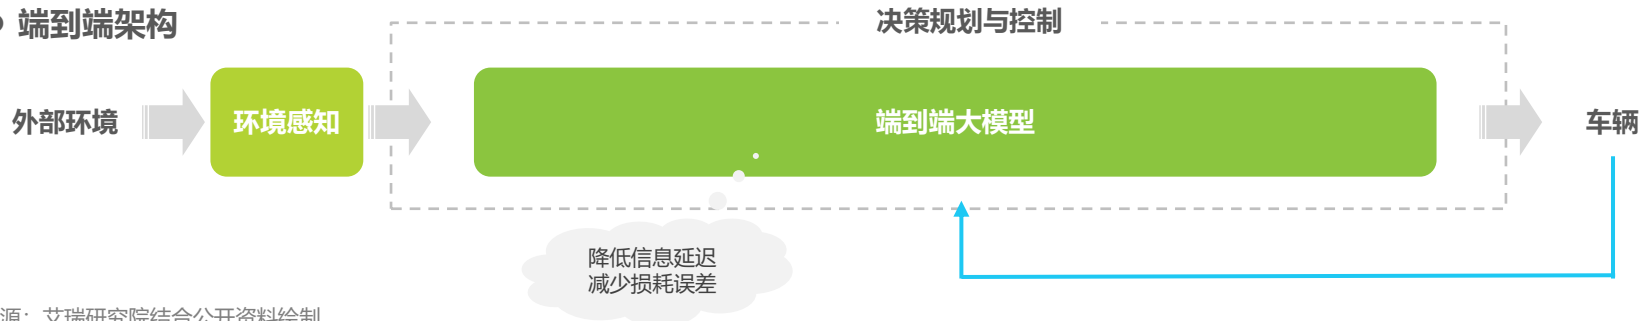 端到端架构
决策规划与控制
外部环境
环境感知
端到端大模型
车辆
降低信息延迟
减少损耗误差
源：艾瑞研究院结合公开资料绘制